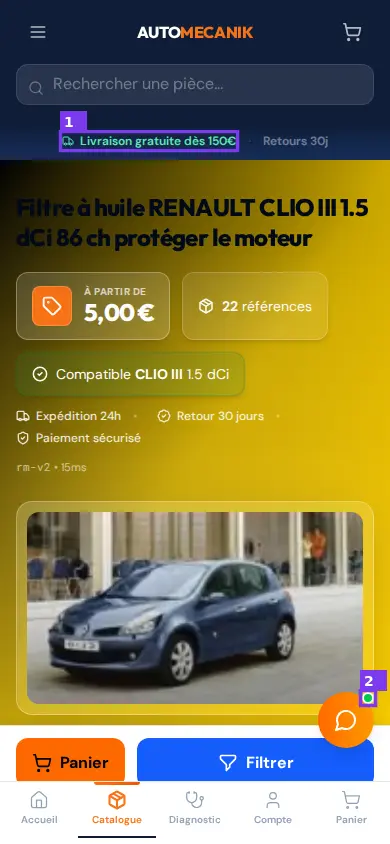 AUTOMECANIK
Rechercher une pièce...
1
Livraison gratuite dès 150€
Retours 30j
Filtre à huile RENAULT CLIO III 1.5
dCi 86 ch protéger le moteur
À PARTIR DE
5,00 €
22 références
Compatible CLIO III 1.5 dCi
Expédition 24h • Retour 30 jours •
Paiement sécurisé
rm-v2 • 15ms
2
Panier
Filtrer
Accueil
Catalogue
Diagnostic
Compte
Panier